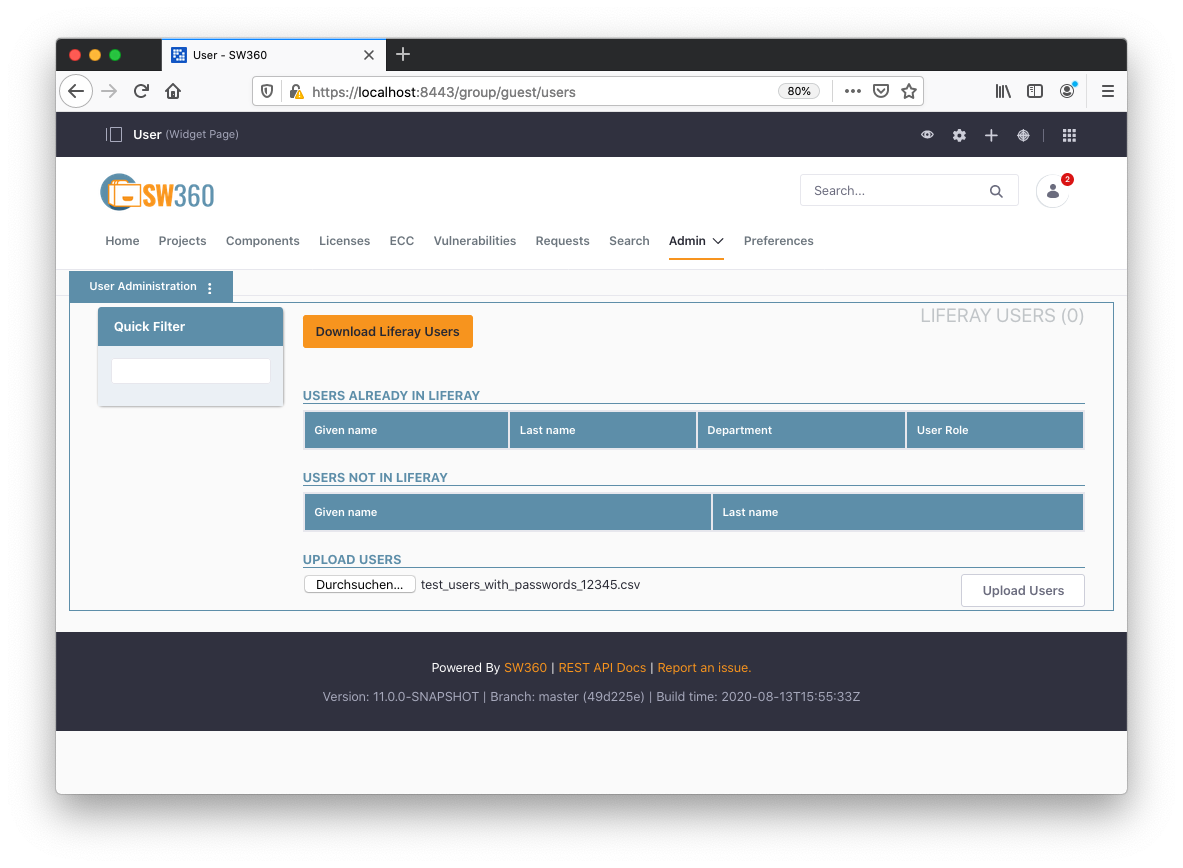 User - SW360
https://localhost:8443/group/guest/users
80%
User (Widget Page)
SW360
Search...
2
Home Projects Components Licenses ECC Vulnerabilities Requests Search Admin Preferences
User Administration
Quick Filter
Download Liferay Users
LIFERAY USERS (0)
USERS ALREADY IN LIFERAY
Given name Last name Department User Role
USERS NOT IN LIFERAY
Given name Last name
UPLOAD USERS
Durchsuchen... test_users_with_passwords_12345.csv
Upload Users
Powered By SW360 | REST API Docs | Report an issue.
Version: 11.0.0-SNAPSHOT | Branch: master (49d225e) | Build time: 2020-08-13T15:55:33Z